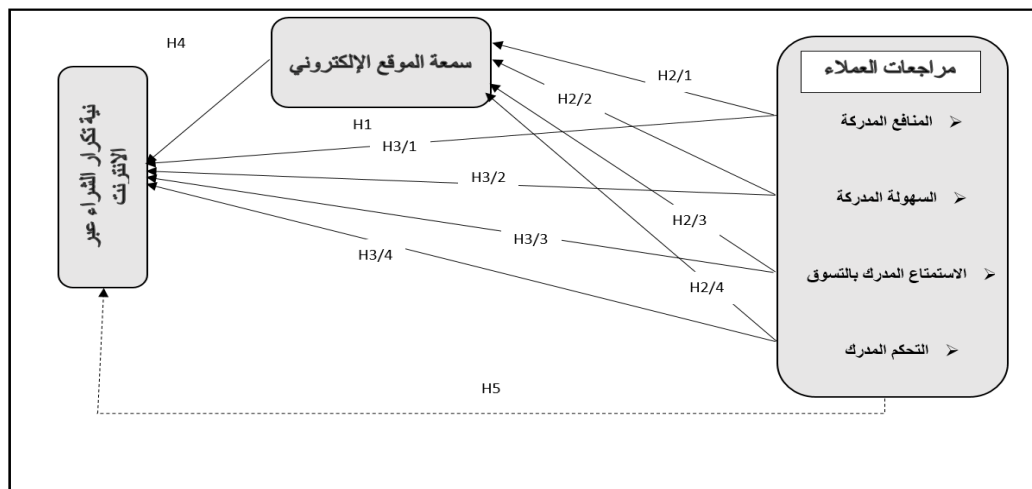 مراجعات العملاء
المنافع المدركة
السهولة المدركة
الاستمتاع المدرك بالتسوق
التحكم المدرك
سمعة الموقع الإلكتروني
نية تكرار الشراء عبر
الانترنت
H4
H2/1
H2/2
H1
H3/1
H3/2
H2/3
H3/3
H3/4
H2/4
H5